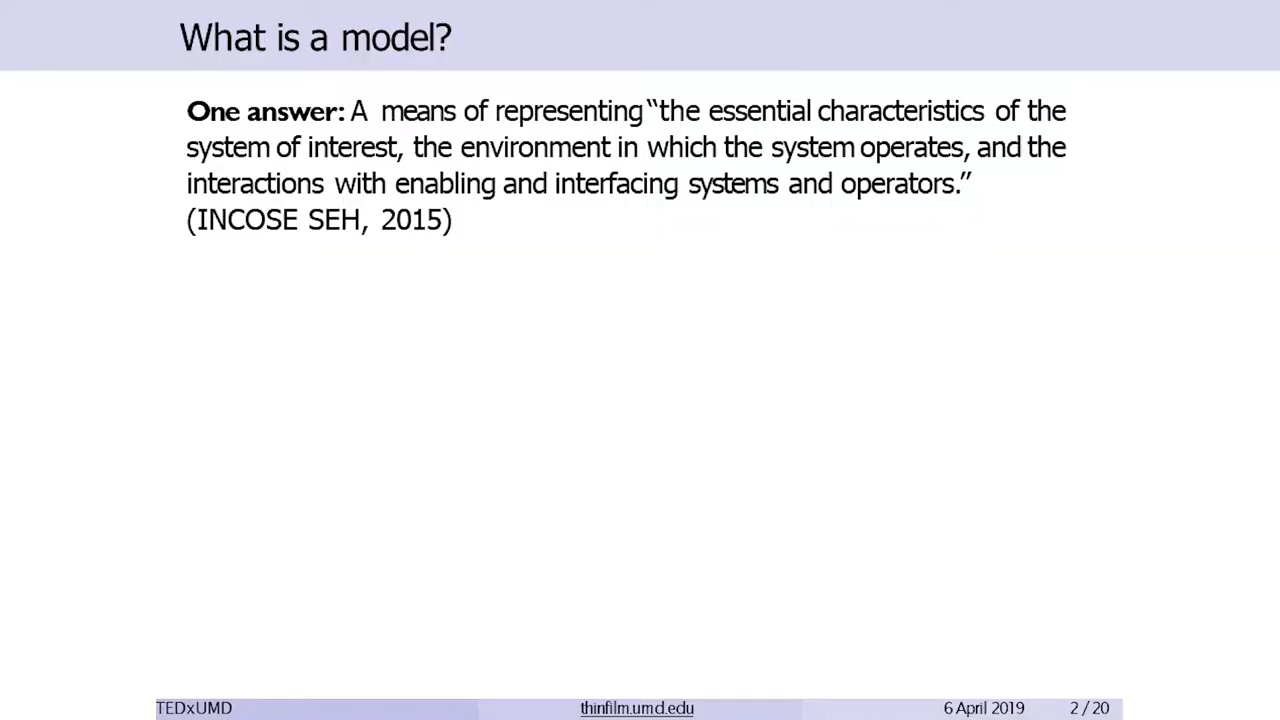 What is a model?
One answer: A means of representing “the essential characteristics of the
system of interest, the environment in which the system operates, and the
interactions with enabling and interfacing systems and operators.”
(INCOSE SEH, 2015)
TEDxUMD thinfilm.umd.edu 6 April 2019 2 / 20